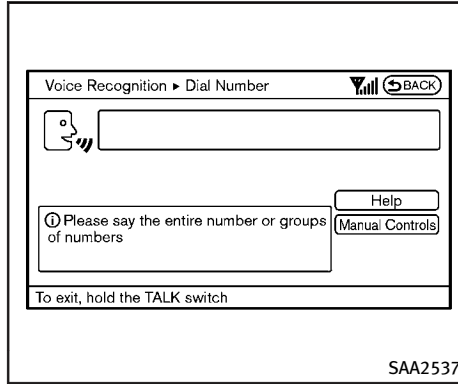 Voice Recognition ▸ Dial Number
BACK
Help
Please say the entire number or groups
of numbers
Manual Controls
To exit, hold the TALK switch
SAA2537